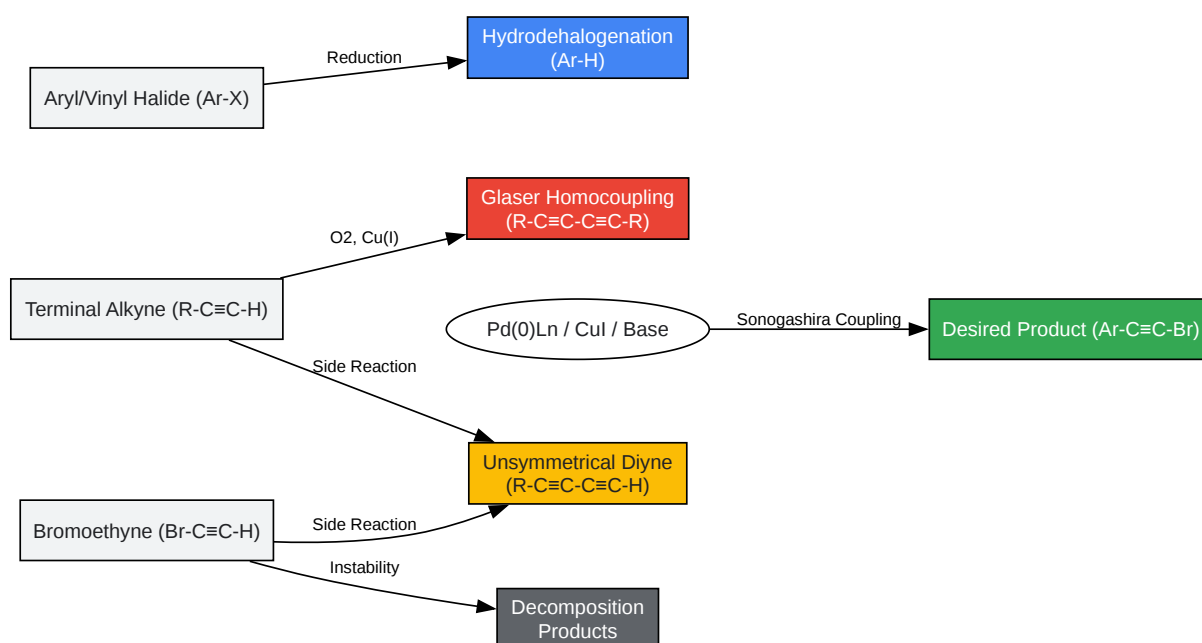 Hydrodehalogenation
(Ar-H)
Reduction
Aryl/Vinyl Halide (Ar-X)
Glaser Homocoupling
(R-C≡C-C≡C-R)
O2, Cu(I)
Terminal Alkyne (R-C≡C-H)
Pd(0)Ln / CuI / Base
Sonogashira Coupling
Desired Product (Ar-C≡C-Br)
Side Reaction
Unsymmetrical Diyne
(R-C≡C-C≡C-H)
Bromoethyne (Br-C≡C-H)
Side Reaction
Instability
Decomposition
Products